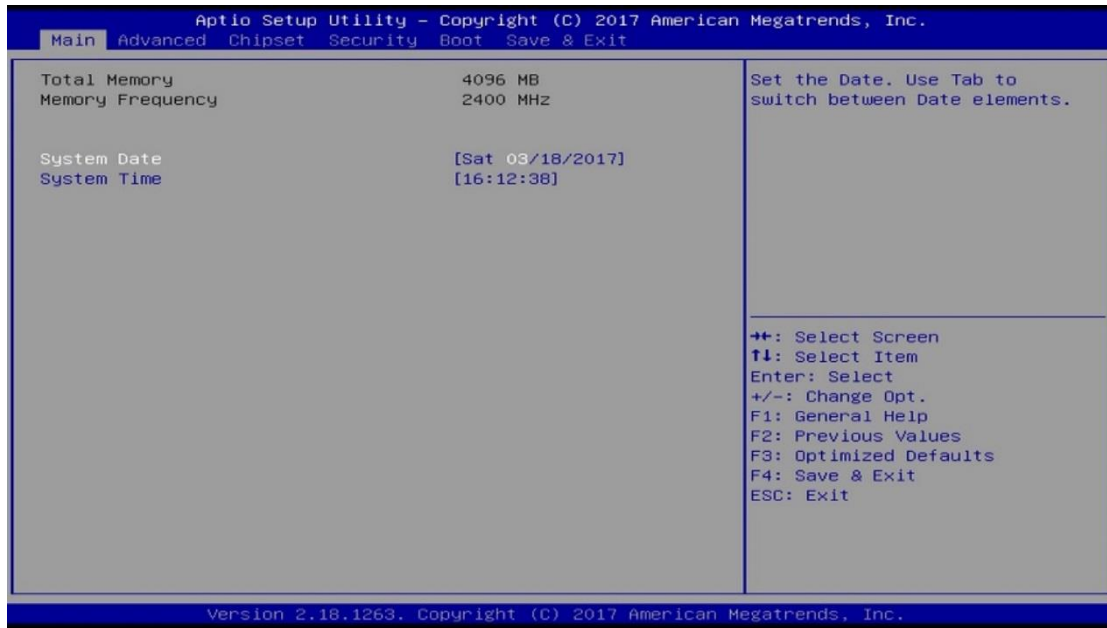 Aptio Setup Utility – Copyright (C) 2017 American Megatrends, Inc.
Main Advanced Chipset Security Boot Save & Exit
Total Memory 4096 MB
Memory Frequency 2400 MHz
System Date [Sat 03/18/2017]
System Time [16:12:38]
Set the Date. Use Tab to
switch between Date elements.
→←: Select Screen
↑↓: Select Item
Enter: Select
+/-: Change Opt.
F1: General Help
F2: Previous Values
F3: Optimized Defaults
F4: Save & Exit
ESC: Exit
Version 2.18.1263. Copyright (C) 2017 American Megatrends, Inc.